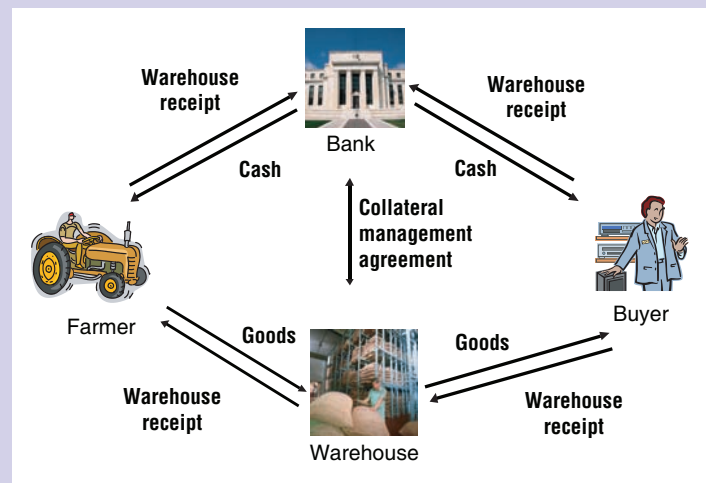 Warehouse
receipt
Warehouse
receipt
Bank
Cash
Cash
Collateral
management
agreement
Farmer
Buyer
Goods
Goods
Warehouse
receipt
Warehouse
receipt
Warehouse